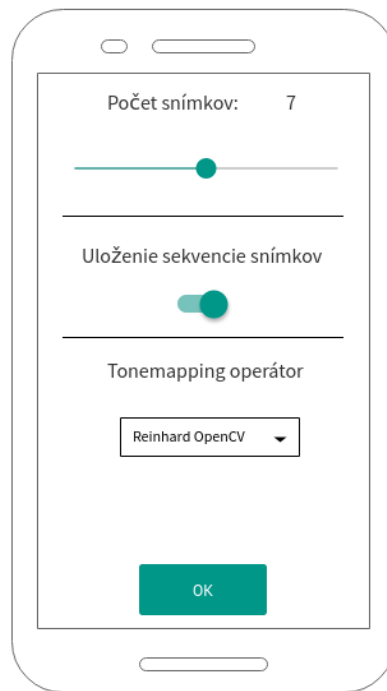 Počet snímkov: 7
Uloženie sekvencie snímkov
Tonemapping operátor
Reinhard OpenCV
OK